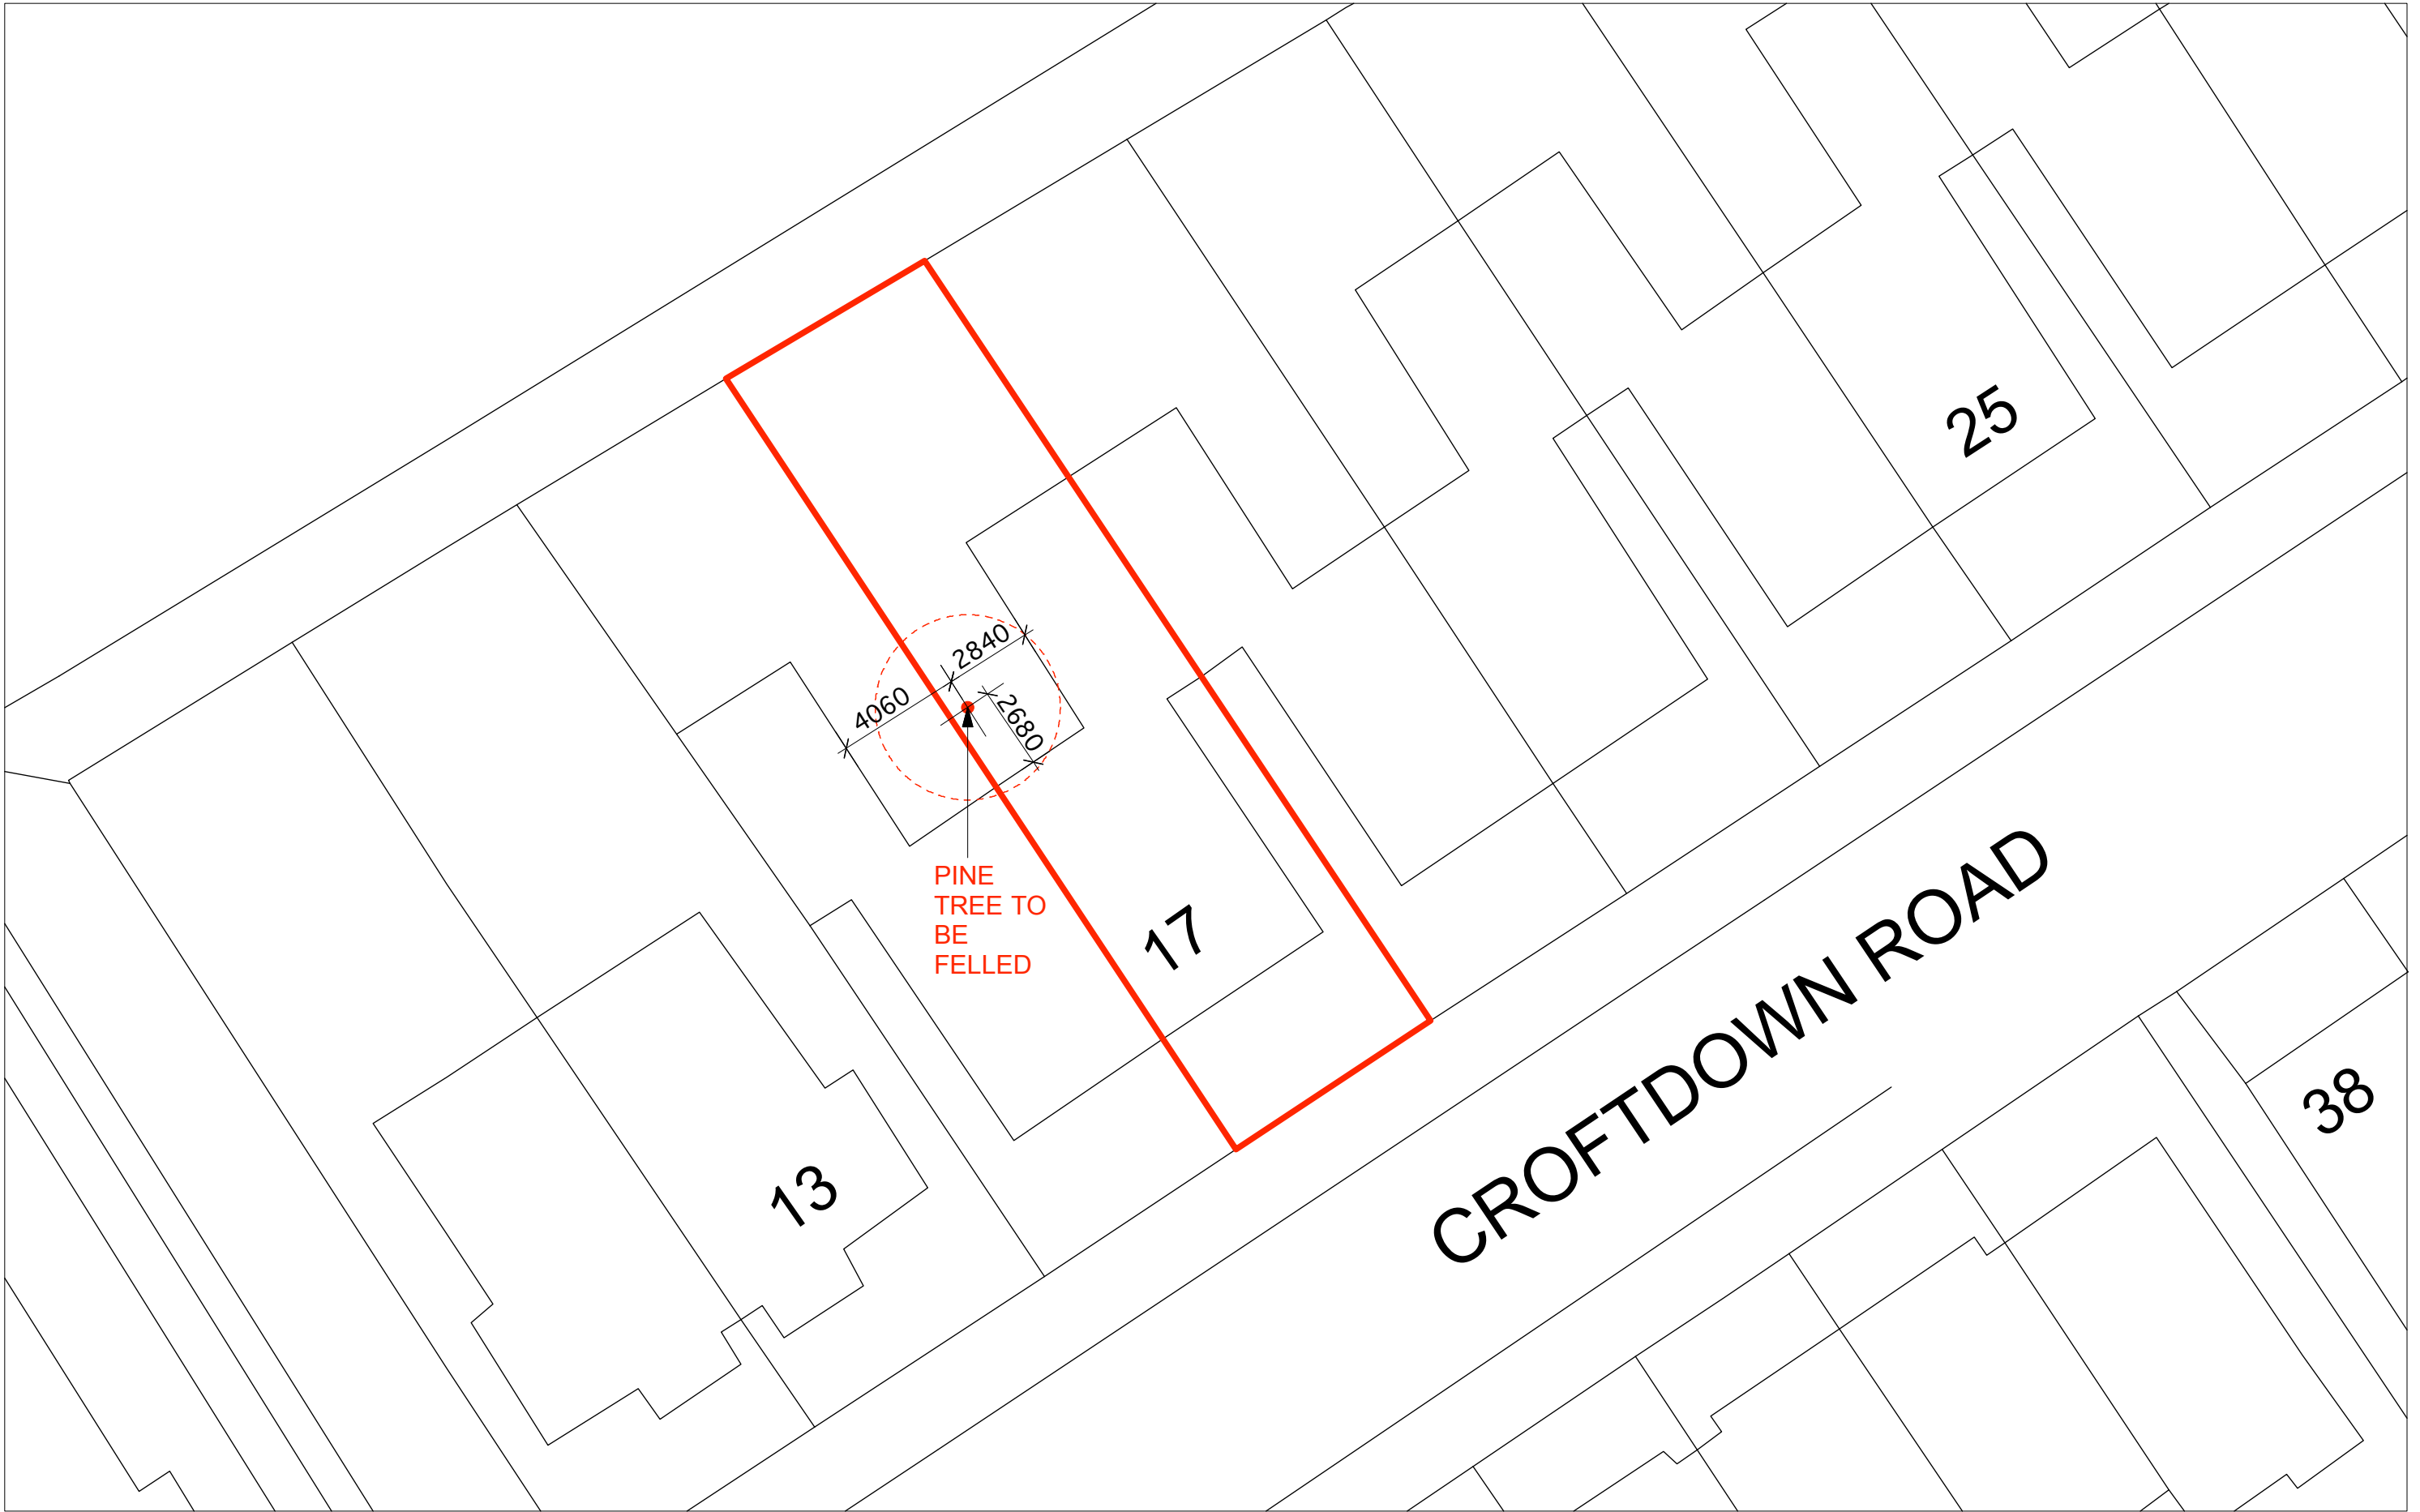 25
2840
4060
2680
PINE
TREE TO
BE
FELLED
17
CROFTDOWN ROAD
38
13